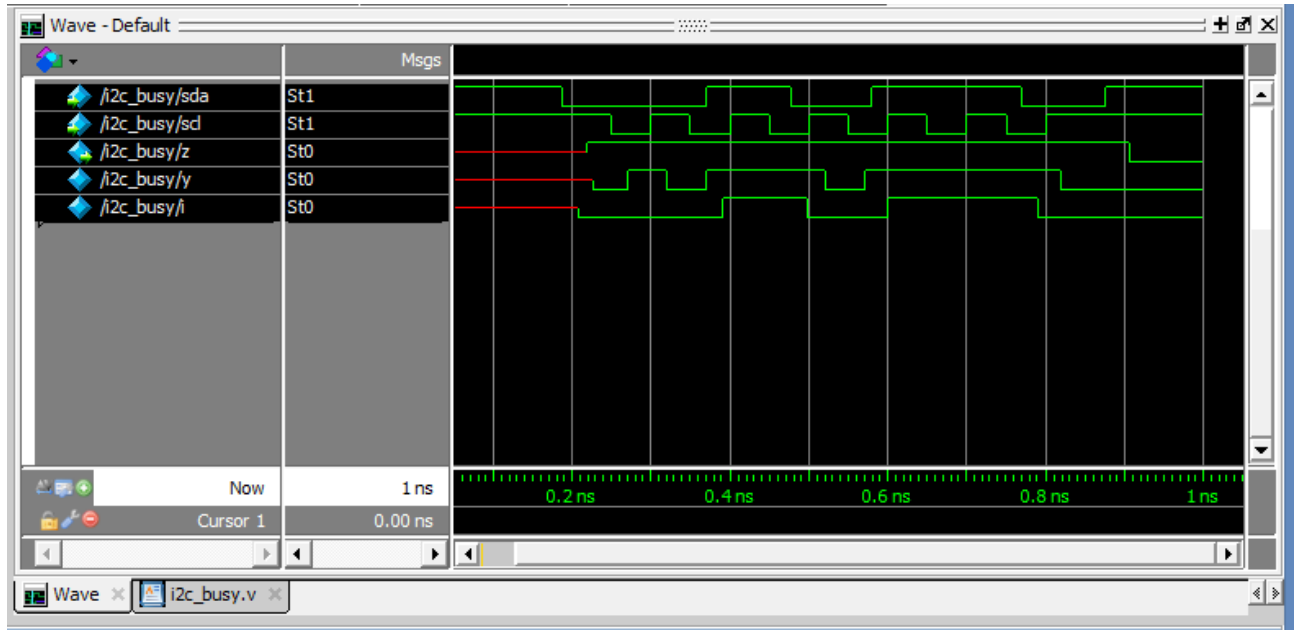 Wave - Default
Msgs
/i2c_busy/sda St1
/i2c_busy/scl St1
/i2c_busy/z St0
/i2c_busy/y St0
/i2c_busy/i St0
Now 1 ns
0.2 ns 0.4 ns 0.6 ns 0.8 ns 1 ns
Cursor 1 0.00 ns
Wave i2c_busy.v